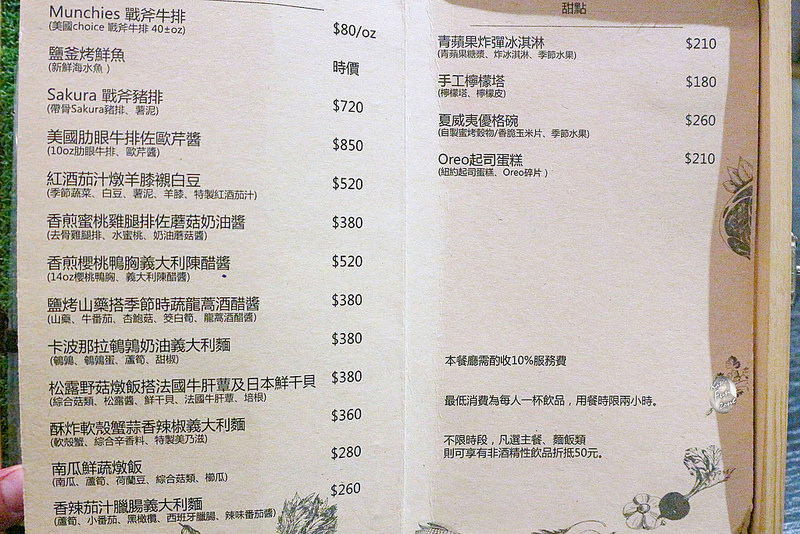 Munchies 戰斧牛排
(美國choice 戰斧牛排 40±oz)
$80/oz
鹽釜烤鮮魚
(新鮮海水魚)
時價
Sakura 戰斧豬排
(帶骨Sakura豬排、薯泥)
$720
美國肋眼牛排佐歐芹醬
(10oz肋眼牛排、歐芹醬)
$850
紅酒茄汁燉羊膝襯白豆
(季節蔬菜、白豆、薯泥、羊膝、特製紅酒茄汁)
$520
香煎蜜桃雞腿排佐蘑菇奶油醬
(去骨雞腿排、水蜜桃、奶油蘑菇醬)
$380
香煎櫻桃鴨胸義大利陳醋醬
(14oz櫻桃鴨胸、義大利陳醋醬)
$520
鹽烤山藥搭季節時蔬龍蒿酒醋醬
(山藥、牛番茄、杏鮑菇、筊白筍、龍蒿酒醋醬)
$380
卡波那拉鵪鶉奶油義大利麵
(鵪鶉、鵪鶉蛋、蘆筍、甜椒)
$380
松露野菇燉飯搭法國牛肝蕈及日本鮮干貝
(綜合菇類、松露醬、鮮干貝、法國牛肝蕈、培根)
$380
酥炸軟殼蟹蒜香辣椒義大利麵
(軟殼蟹、綜合辛香料、特製美乃滋)
$360
南瓜鮮蔬燉飯
(南瓜、蘆筍、荷蘭豆、綜合菇類、櫛瓜)
$280
香辣茄汁臘腸義大利麵
(蘆筍、小番茄、黑橄欖、西班牙臘腸、辣味番茄醬)
$260
甜點
青蘋果炸彈冰淇淋
(青蘋果糖漿、炸冰淇淋、季節水果)
$210
手工檸檬塔
(檸檬塔、檸檬皮)
$180
夏威夷優格碗
(自製蜜烤穀物/香脆玉米片、季節水果)
$260
Oreo起司蛋糕
(紐約起司蛋糕、Oreo碎片)
$210
本餐廳需酌收10%服務費
最低消費為每人一杯飲品，用餐時限兩小時。
不限時段，凡選主餐、麵飯類
則可享有非酒精性飲品折抵50元。